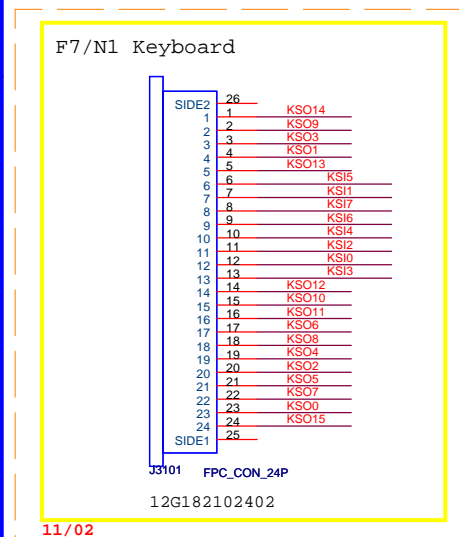 F7/N1 Keyboard
SIDE2 26
1 1 KSO14
2 2 KSO9
3 3 KSO3
4 4 KSO1
5 5 KSO13
6 6 KSI5
7 7 KSI1
8 8 KSI7
9 9 KSI6
10 10 KSI4
11 11 KSI2
12 12 KSI0
13 13 KSI3
14 14 KSO12
15 15 KSO10
16 16 KSO11
17 17 KSO6
18 18 KSO8
19 19 KSO4
20 20 KSO2
21 21 KSO5
22 22 KSO7
23 23 KSO0
24 24 KSO15
SIDE1 25
J3101 FPC_CON_24P
12G182102402
11/02